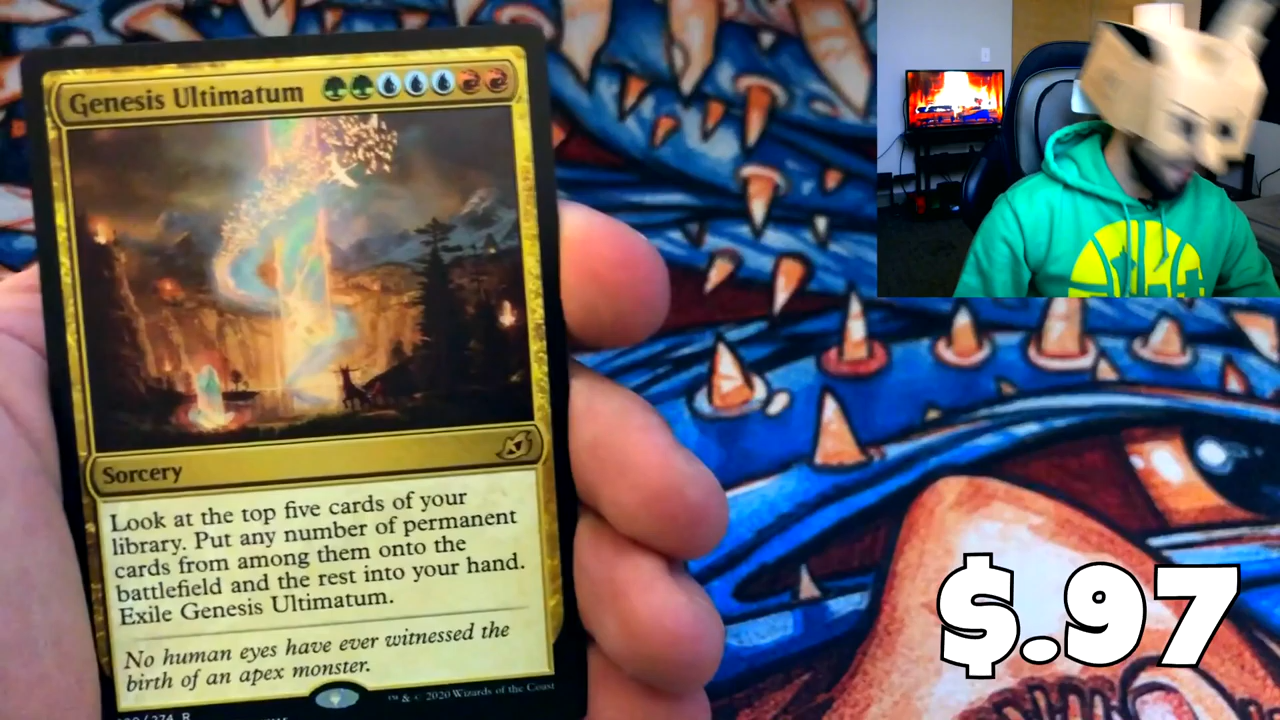 Genesis Ultimatum
Sorcery
Look at the top five cards of your
library. Put any number of permanent
cards from among them onto the
battlefield and the rest into your hand.
Exile Genesis Ultimatum.
No human eyes have ever witnessed the
birth of an apex monster.
™ & © 2020 Wizards of the Coast
/274 R
$.97